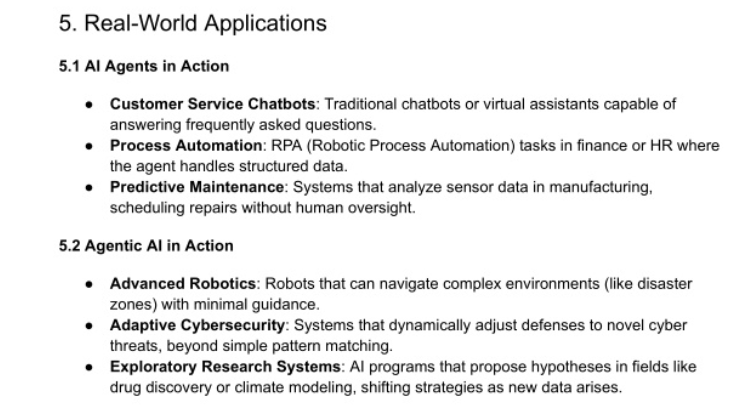 5. Real-World Applications
5.1 AI Agents in Action
● Customer Service Chatbots: Traditional chatbots or virtual assistants capable of
answering frequently asked questions.
● Process Automation: RPA (Robotic Process Automation) tasks in finance or HR where
the agent handles structured data.
● Predictive Maintenance: Systems that analyze sensor data in manufacturing,
scheduling repairs without human oversight.
5.2 Agentic AI in Action
● Advanced Robotics: Robots that can navigate complex environments (like disaster
zones) with minimal guidance.
● Adaptive Cybersecurity: Systems that dynamically adjust defenses to novel cyber
threats, beyond simple pattern matching.
● Exploratory Research Systems: AI programs that propose hypotheses in fields like
drug discovery or climate modeling, shifting strategies as new data arises.